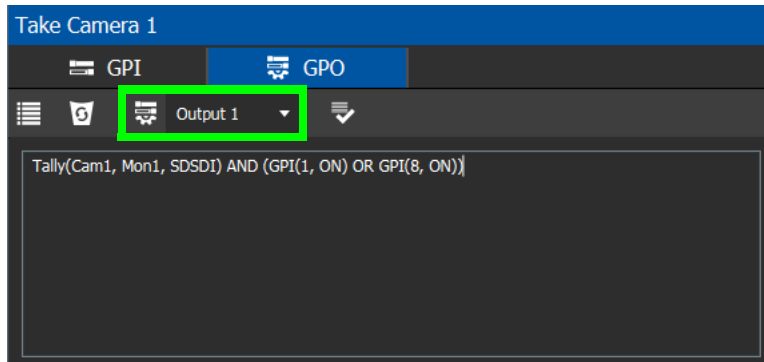 Take Camera 1
GPI GPO
Output 1
Tally(Cam1, Mon1, SDSDI) AND (GPI(1, ON) OR GPI(8, ON))